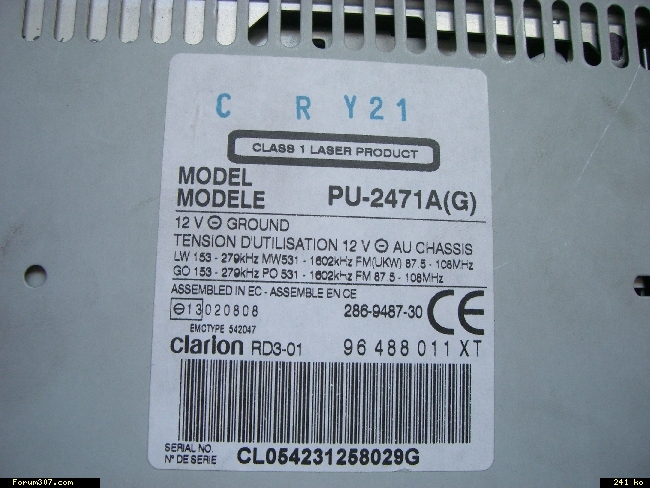 C R Y21
CLASS 1 LASER PRODUCT
MODEL
MODELE PU-2471A(G)
12 V ⊖ GROUND
TENSION D'UTILISATION 12 V ⊖ AU CHASSIS
LW 153 - 279kHz MW531 - 1602kHz FM(UKW) 87.5 - 108MHz
GO 153 - 279kHz PO 531 - 1602kHz FM 87.5 - 108MHz
ASSEMBLED IN EC - ASSEMBLE EN CE
13 020808 286-9487-30 CE
EMCTYPE 542047
Clarion RD3-01 96 488 011 XT
SERIAL NO.
N° DE SERIE CL054231258029G
Forum307.com 241 ko